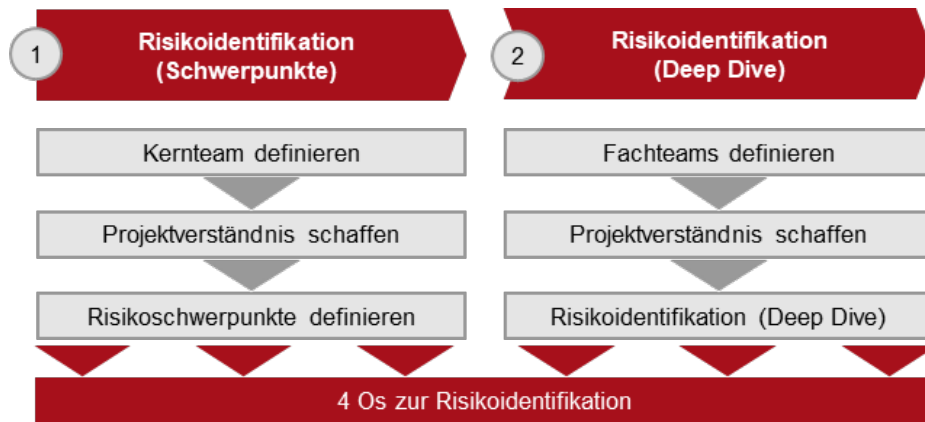 1
Risikoidentifikation
(Schwerpunkte)
2
Risikoidentifikation
(Deep Dive)
Kernteam definieren
Fachteams definieren
Projektverständnis schaffen
Projektverständnis schaffen
Risikoschwerpunkte definieren
Risikoidentifikation (Deep Dive)
4 Os zur Risikoidentifikation